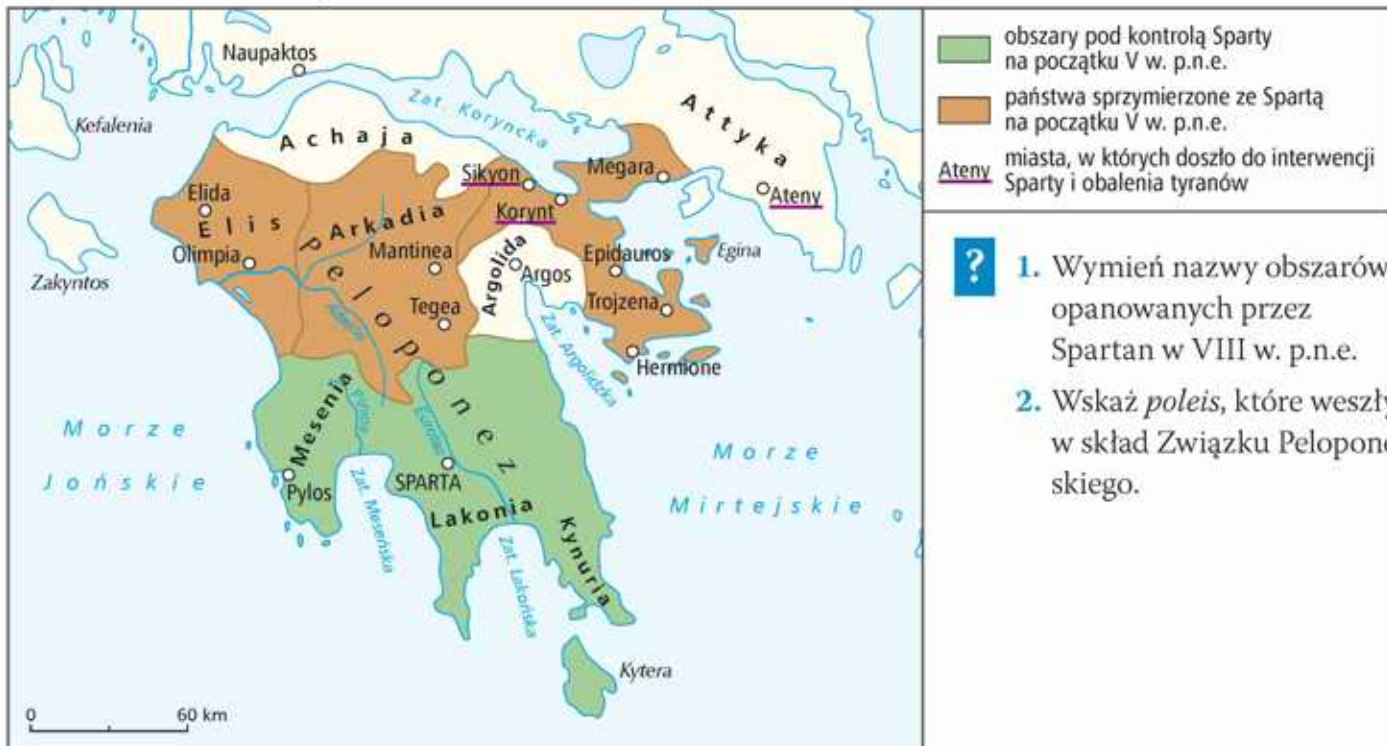 Naupaktos
Kefalenia
Zat. Koryncka
Attyka
Achaja
Megara
Sikyon
Ateny
Elida
Korynt
Elis
Arkadia
Peloponez
Olimpia
Mantinea
Argolida
Argos
Epidauros
Egina
Zakyntos
Tegea
Trojzena
Zat. Argolidzka
Hermione
Mesenia
Eurotas
Morze
Jońskie
Pylos
SPARTA
Zat. Meseńska
Lakonia
Zat. Lakońska
Kynuria
Morze
Mirtejskie
Kytera
0 60 km
obszary pod kontrolą Sparty
na początku V w. p.n.e.
państwa sprzymierzone ze Spartą
na początku V w. p.n.e.
Ateny miasta, w których doszło do interwencji
Sparty i obalenia tyranów
? 1. Wymień nazwy obszarów
opanowanych przez
Spartan w VIII w. p.n.e.
2. Wskaż poleis, które weszły
w skład Związku Pelopone
skiego.